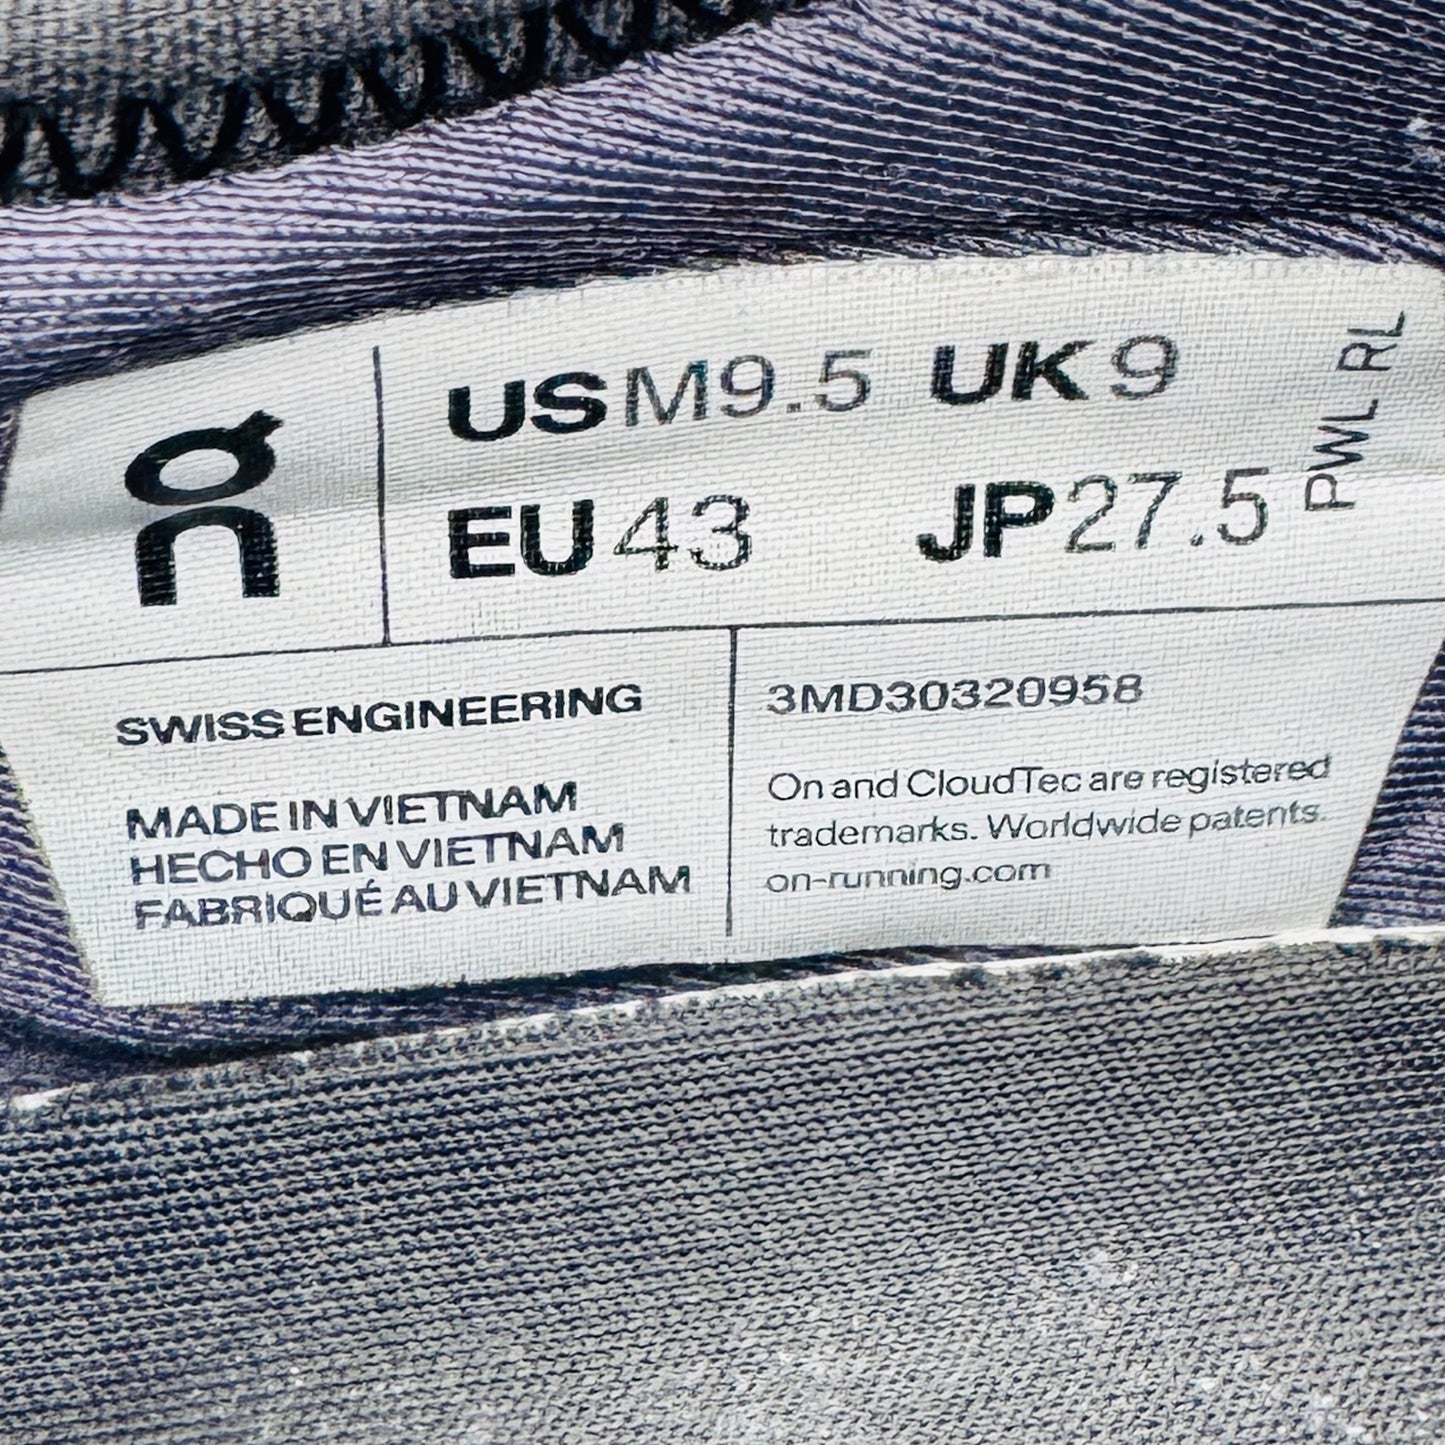 on
USM9.5 UK9
EU43 JP27.5
PWL RL
SWISS ENGINEERING
MADE IN VIETNAM
HECHO EN VIETNAM
FABRIQUÉ AU VIETNAM
3MD30320958
On and CloudTec are registered
trademarks. Worldwide patents.
on-running.com